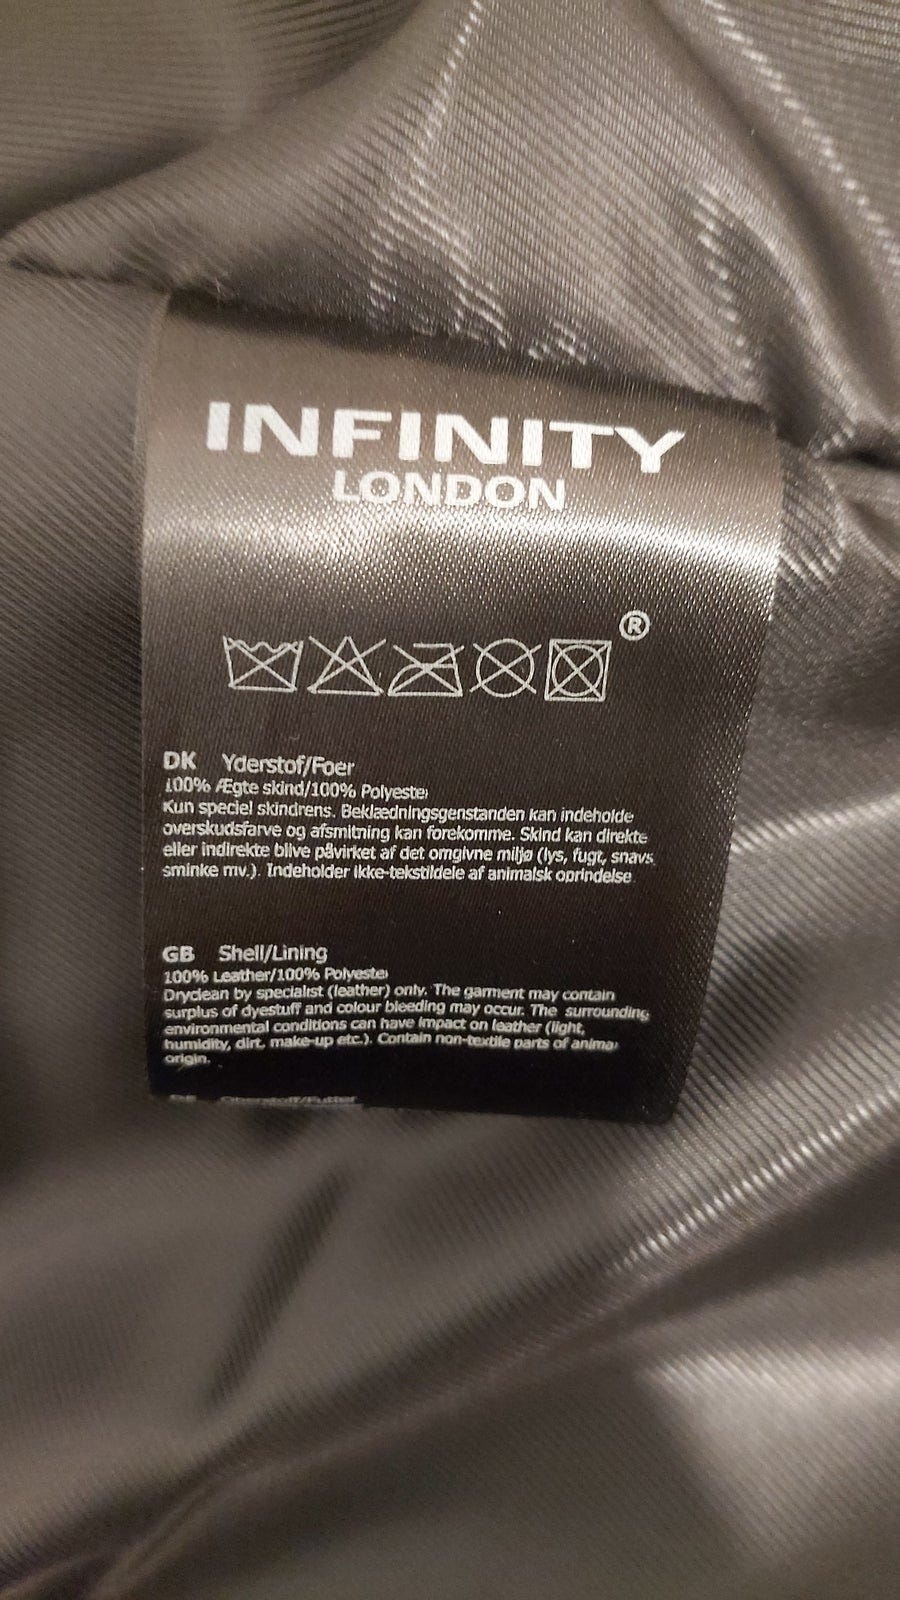 INFINITY
LONDON
®
DK Yderstof/Foer
100% Ægte skind/100% Polyester
Kun speciel skindrens. Beklædningsgenstanden kan indeholde
overskudsfarve og afsmitning kan forekomme. Skind kan direkte
eller indirekte blive påvirket af det omgivne miljø (lys, fugt, snavs
sminke mv.). Indeholder ikke-tekstildele af animalsk oprindelse
GB Shell/Lining
100% Leather/100% Polyester
Dryclean by specialist (leather) only. The garment may contain
surplus of dyestuff and colour bleeding may occur. The surrounding
environmental conditions can have impact on leather (light,
humidity, dirt, make-up etc.). Contain non-textile parts of animal
origin.